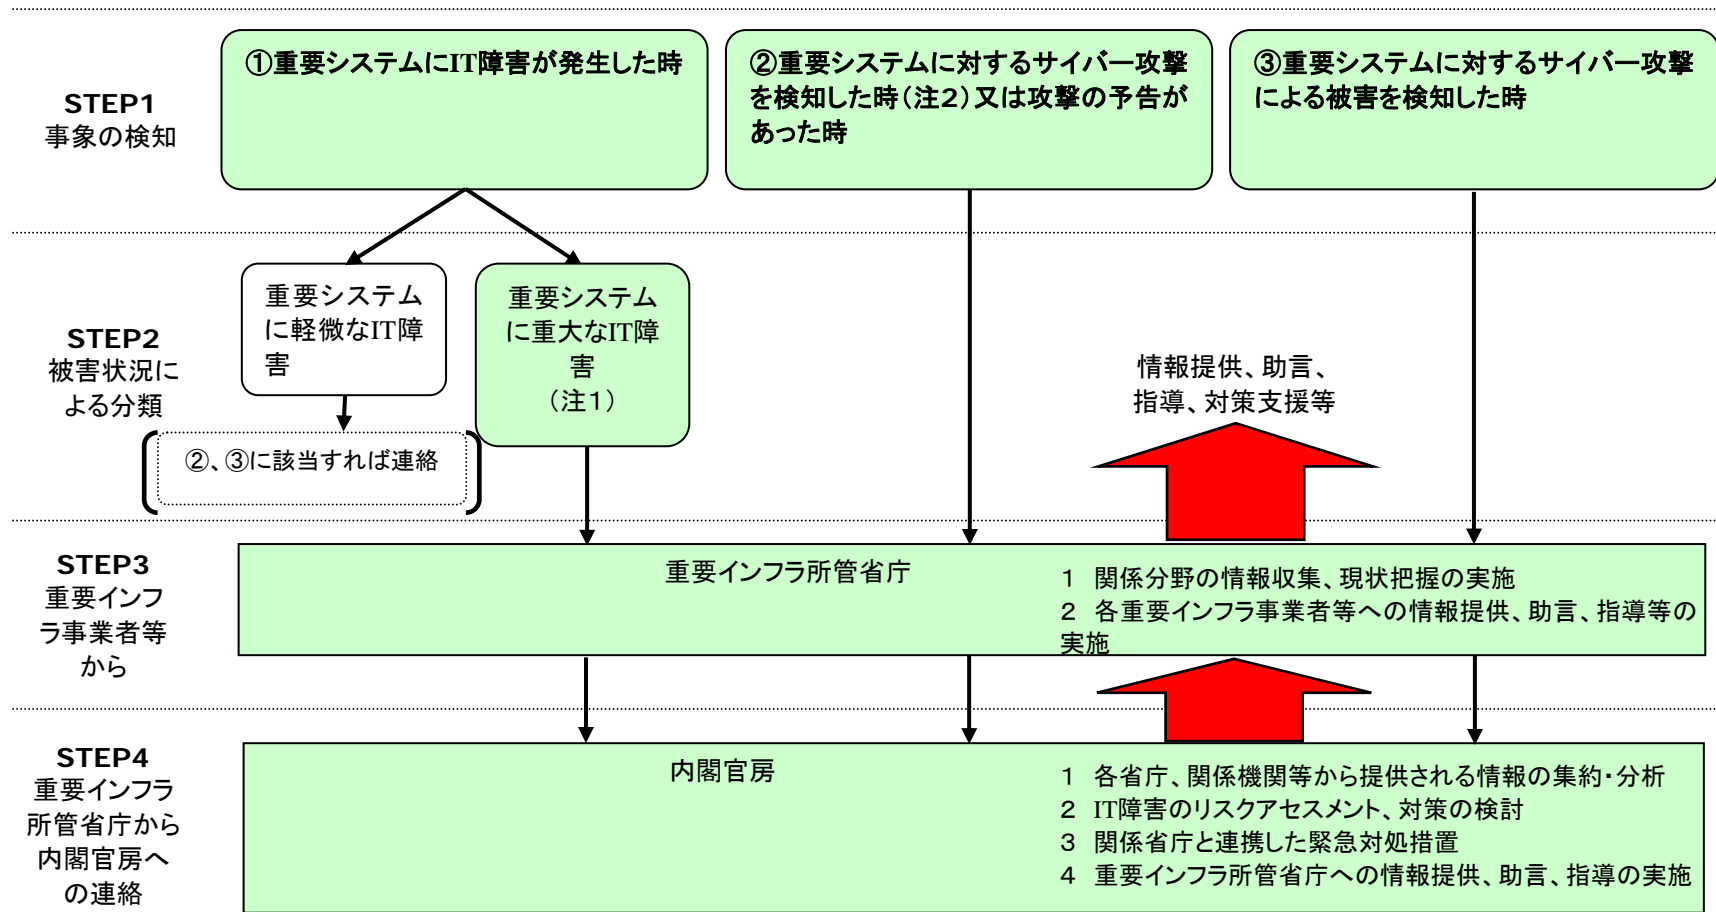 STEP1
事象の検知
①重要システムにIT障害が発生した時
②重要システムに対するサイバー攻撃
を検知した時(注2)又は攻撃の予告が
あった時
③重要システムに対するサイバー攻撃
による被害を検知した時
STEP2
被害状況に
よる分類
重要システム
に軽微なIT障
害
重要システム
に重大なIT障
害
(注1)
②、③に該当すれば連絡
情報提供、助言、
指導、対策支援等
STEP3
重要インフ
ラ事業者等
から
重要インフラ所管省庁
1 関係分野の情報収集、現状把握の実施
2 各重要インフラ事業者等への情報提供、助言、指導等の
実施
STEP4
重要インフラ
所管省庁から
内閣官房へ
の連絡
内閣官房
1 各省庁、関係機関等から提供される情報の集約・分析
2 IT障害のリスクアセスメント、対策の検討
3 関係省庁と連携した緊急対処措置
4 重要インフラ所管省庁への情報提供、助言、指導の実施